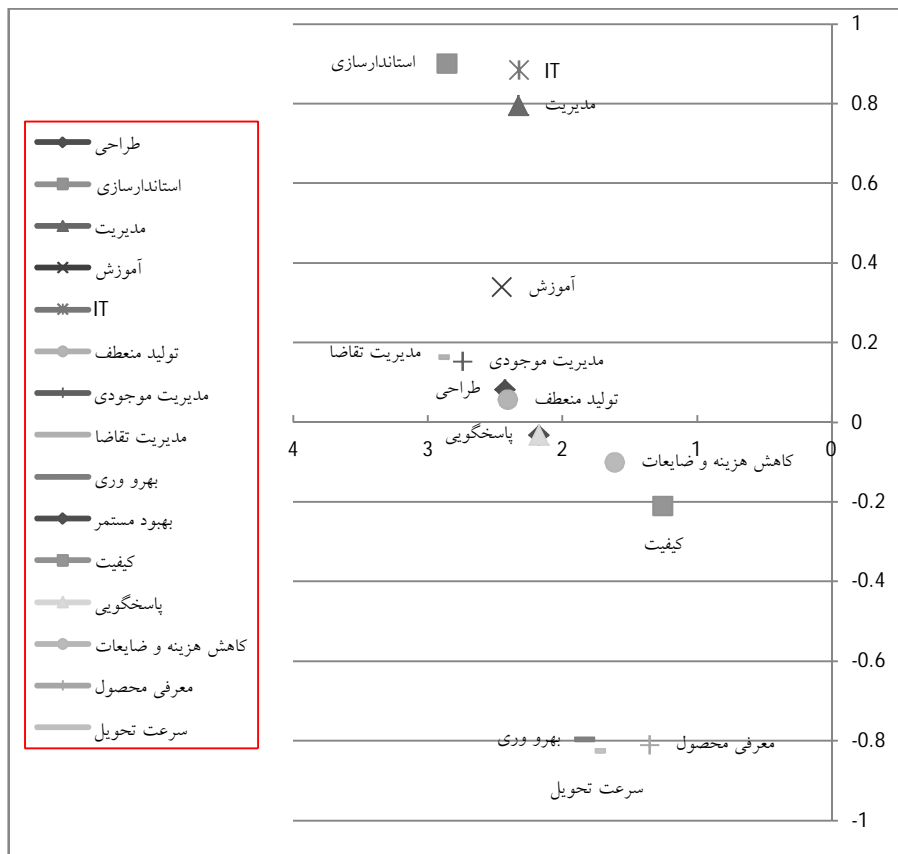 طراحی
استاندارسازی
مدیریت
آموزش
IT
تولید منعطف
مدیریت موجودی
مدیریت تقاضا
بهرو وری
بهبود مستمر
کیفیت
پاسخگویی
کاهش هزینه و ضایعات
معرفی محصول
سرعت تحویل
1
استاندارسازی
IT
مدیریت
0.8
0.6
0.4
آموزش
0.2
مدیریت تقاضا
مدیریت موجودی
طراحی
تولید منعطف
0
پاسخگویی
4 3 2 1 0
کاهش هزینه و ضایعات
-0.2
کیفیت
-0.4
-0.6
بهرو وری
معرفی محصول
-0.8
سرعت تحویل
-1